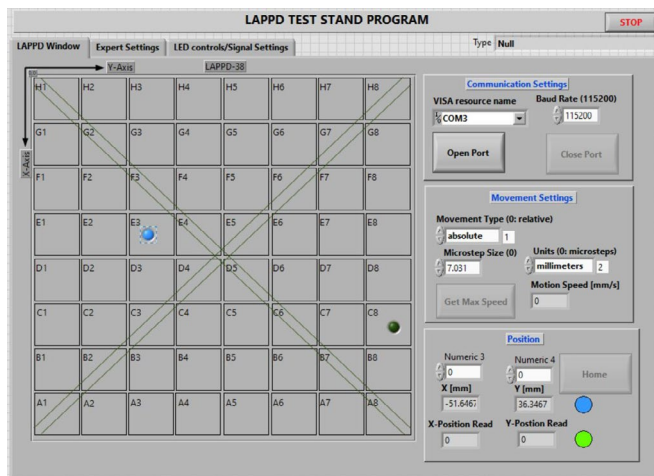 LAPPD TEST STAND PROGRAM
STOP
LAPPD Window Expert Settings LED controls/Signal Settings
Type Null
Y-Axis LAPPD-38
X-Axis
H1 H2 H3 H4 H5 H6 H7 H8
G1 G2 G3 G4 G5 G6 G7 G8
F1 F2 F3 F4 F5 F6 F7 F8
E1 E2 E3 E4 E5 E6 E7 E8
D1 D2 D3 D4 D5 D6 D7 D8
C1 C2 C3 C4 C5 C6 C7 C8
B1 B2 B3 B4 B5 B6 B7 B8
A1 A2 A3 A4 A5 A6 A7 A8
Communication Settings
VISA resource name Baud Rate (115200)
COM3 115200
Open Port Close Port
Movement Settings
Movement Type (0: relative)
absolute 1
Microstep Size (0) Units (0: microsteps)
7.031 millimeters 2
Motion Speed [mm/s]
Get Max Speed 0
Position
Numeric 3 Numeric 4
0 0 Home
X [mm] Y [mm]
-51.6467 36.3467
X-Position Read Y-Postion Read
0 0